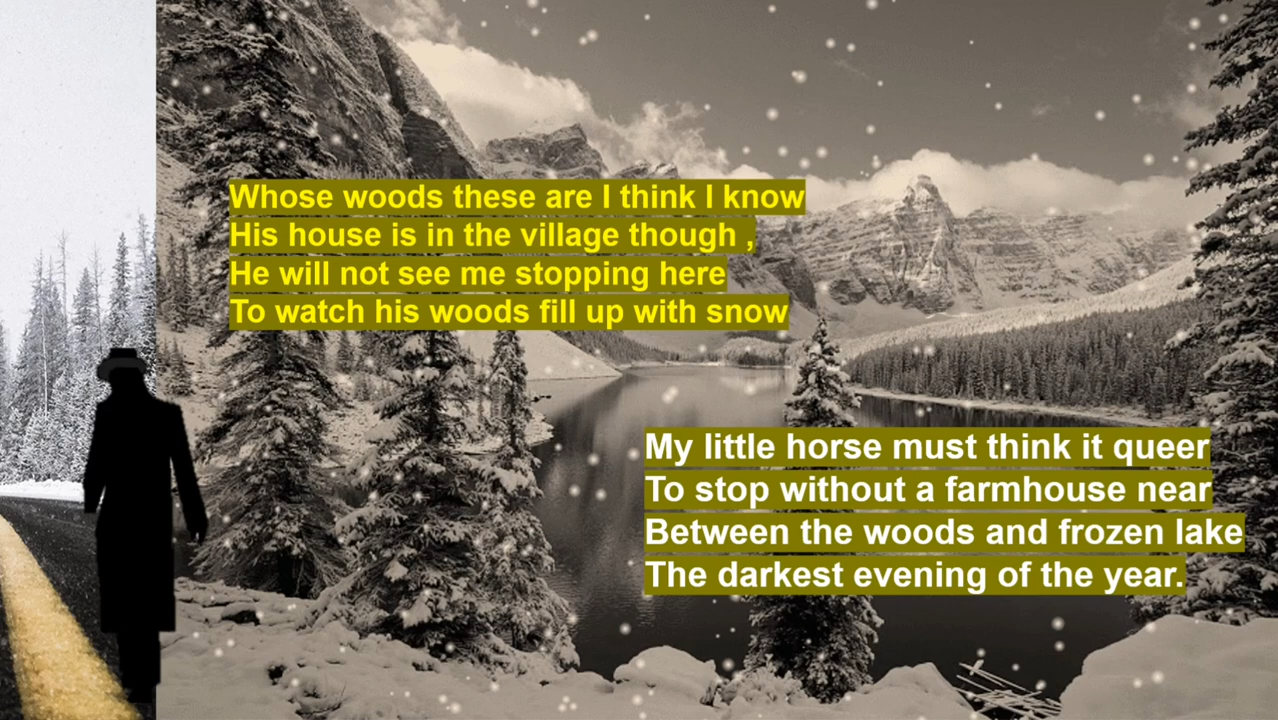 Whose woods these are I think I know
His house is in the village though ,
He will not see me stopping here
To watch his woods fill up with snow
My little horse must think it queer
To stop without a farmhouse near
Between the woods and frozen lake
The darkest evening of the year.